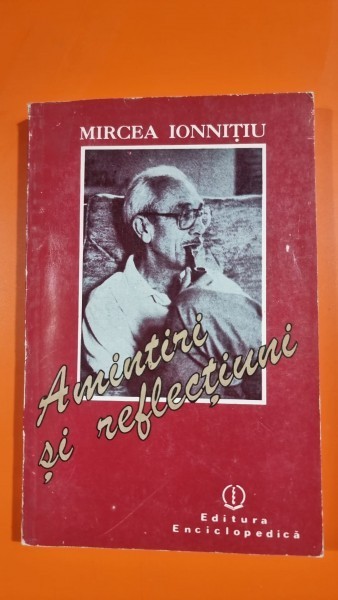 MIRCEA IONNIȚIU
Amintiri
și reflecțiuni
Editura
Enciclopedică